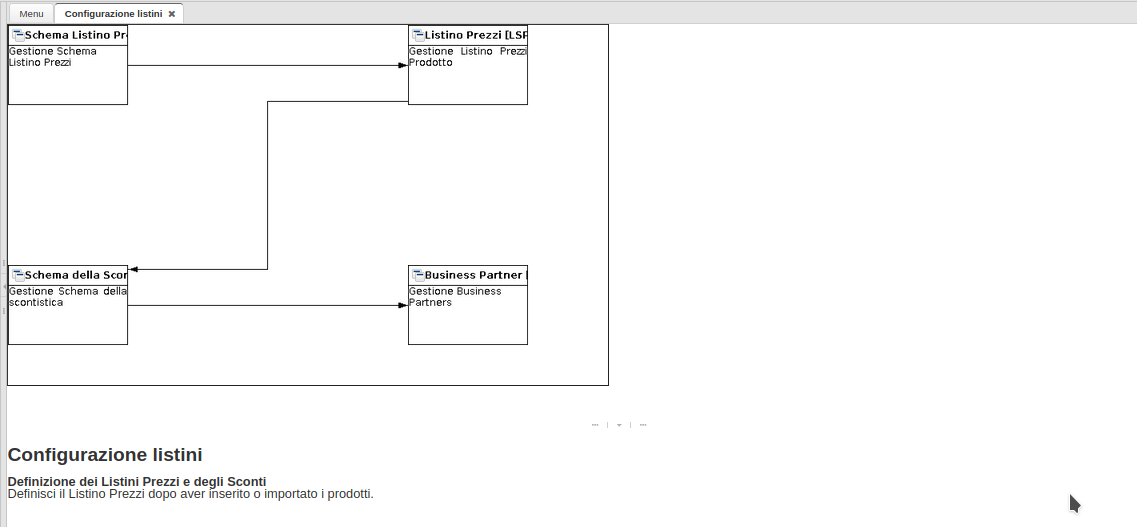 Menu
Configurazione listini
Schema Listino Pr
Gestione Schema
Listino Prezzi
Listino Prezzi [LSP
Gestione Listino Prezzi
Prodotto
Schema della Scor
Gestione Schema della
scontistica
Business Partner [
Gestione Business
Partners
Configurazione listini
Definizione dei Listini Prezzi e degli Sconti
Definisci il Listino Prezzi dopo aver inserito o importato i prodotti.